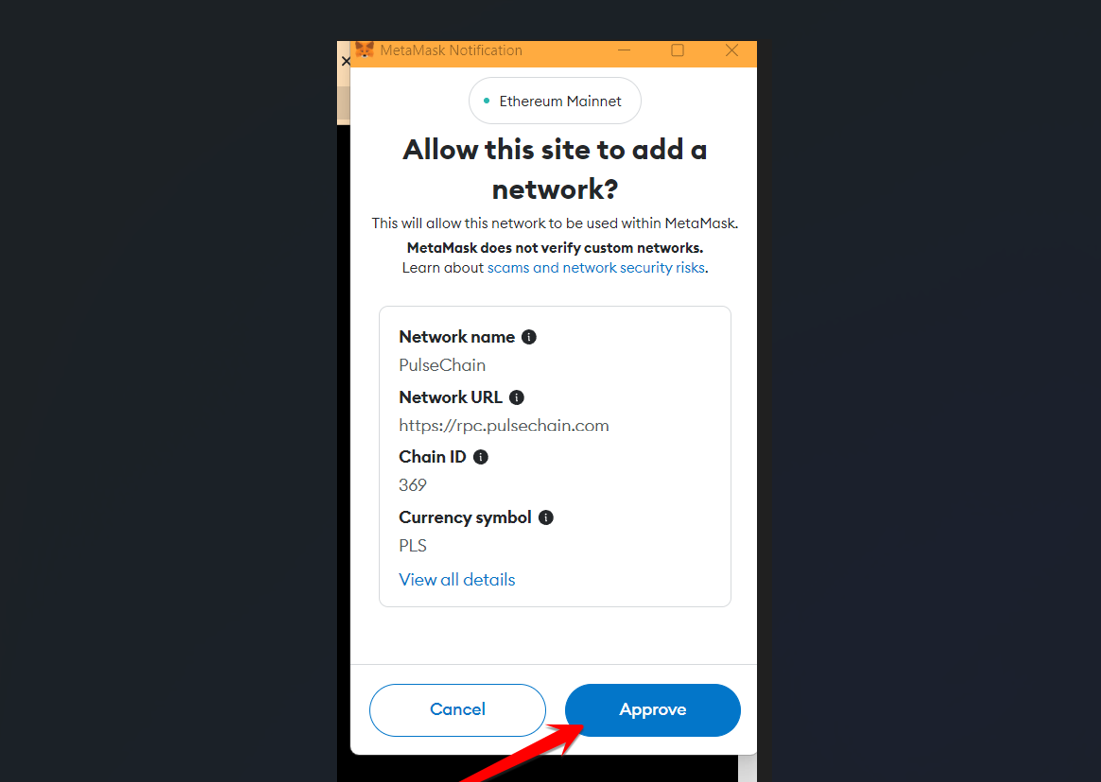 MetaMask Notification
Ethereum Mainnet
Allow this site to add a
network?
This will allow this network to be used within MetaMask.
MetaMask does not verify custom networks.
Learn about scams and network security risks.
Network name
PulseChain
Network URL
https://rpc.pulsechain.com
Chain ID
369
Currency symbol
PLS
View all details
Cancel Approve